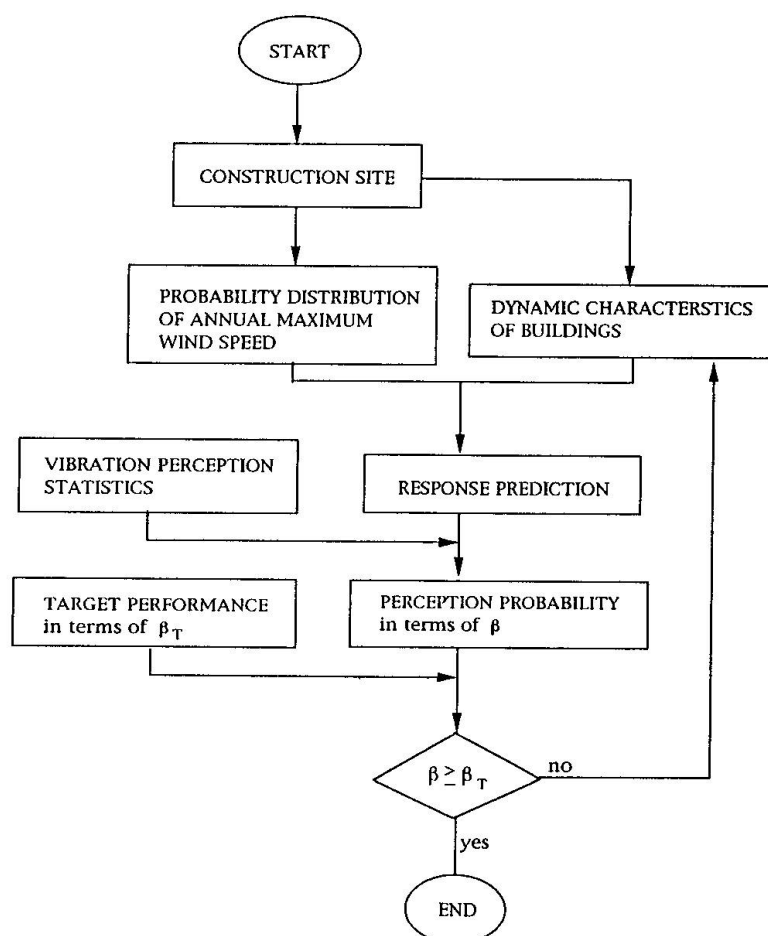 START
CONSTRUCTION SITE
PROBABILITY DISTRIBUTION
OF ANNUAL MAXIMUM
WIND SPEED
DYNAMIC CHARACTERSTICS
OF BUILDINGS
VIBRATION PERCEPTION
STATISTICS
RESPONSE PREDICTION
TARGET PERFORMANCE
in terms of β_T
PERCEPTION PROBABILITY
in terms of β
β ≥ β_T
no
yes
END